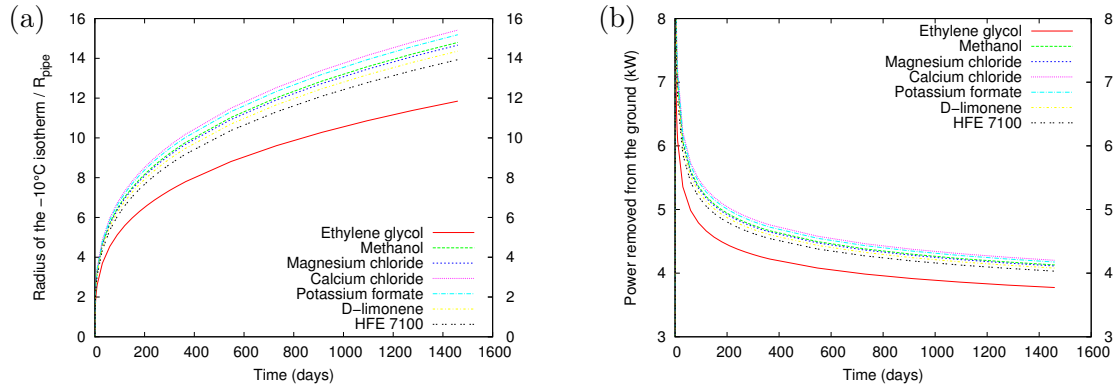 (a)
Radius of the −10°C isotherm / R_pipe
16 16
14 14
12 12
10 10
8 8
6 6
4 4
2 2
0 0
Ethylene glycol
Methanol
Magnesium chloride
Calcium chloride
Potassium formate
D−limonene
HFE 7100
0 200 400 600 800 1000 1200 1400 1600
Time (days)
(b)
Power removed from the ground (kW)
8 8
7 7
6 6
5 5
4 4
3 3
Ethylene glycol
Methanol
Magnesium chloride
Calcium chloride
Potassium formate
D−limonene
HFE 7100
0 200 400 600 800 1000 1200 1400 1600
Time (days)